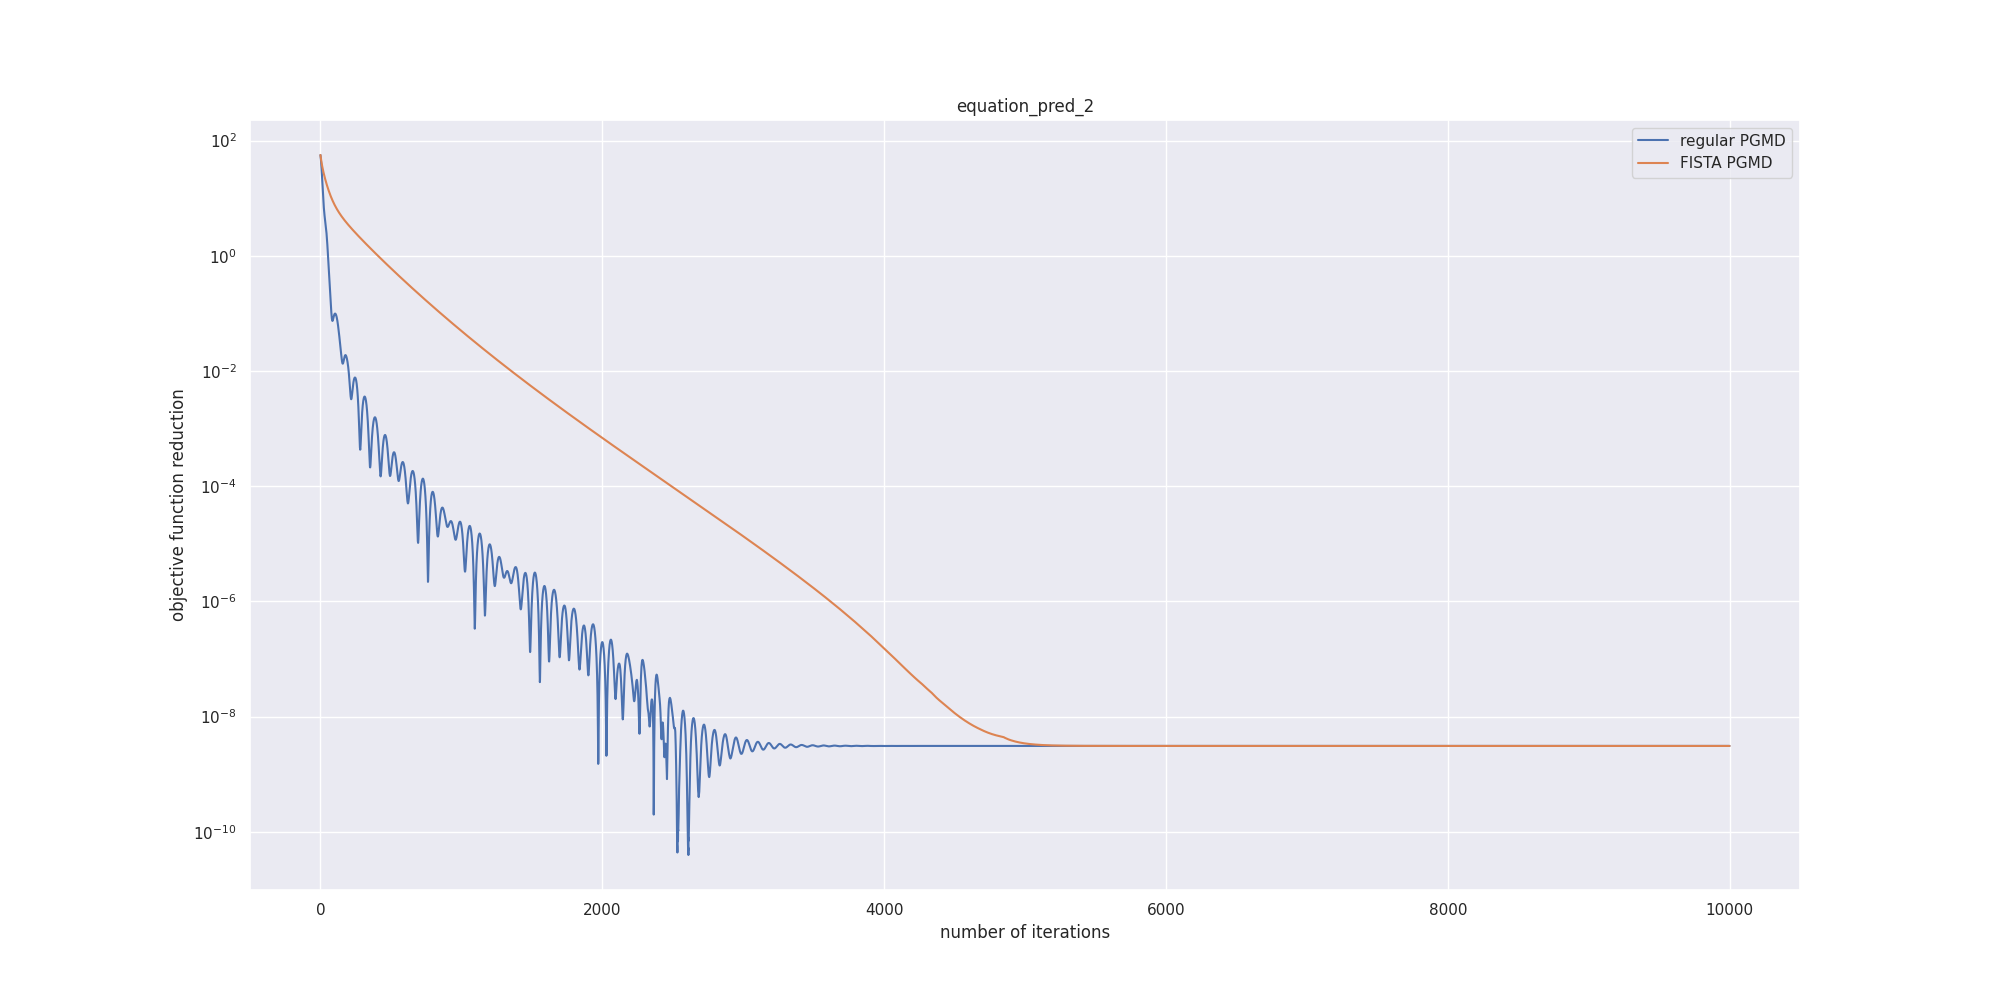 equation_pred_2
regular PGMD
FISTA PGMD
10^2
10^0
10^-2
10^-4
10^-6
10^-8
10^-10
objective function reduction
0 2000 4000 6000 8000 10000
number of iterations